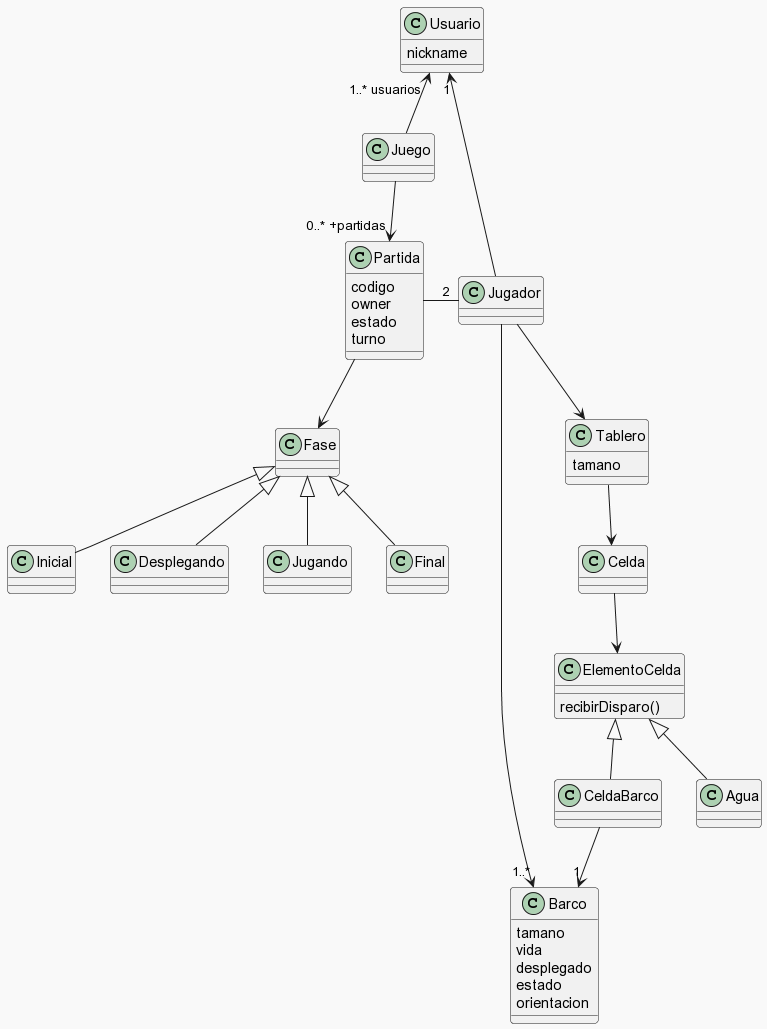 C Usuario
nickname
1..* usuarios
1
C Juego
0..* +partidas
C Partida
codigo
owner
estado
turno
2
C Jugador
C Fase
C Tablero
tamano
C Inicial
C Desplegando
C Jugando
C Final
C Celda
C ElementoCelda
recibirDisparo()
C CeldaBarco
C Agua
1..*
1
C Barco
tamano
vida
desplegado
estado
orientacion